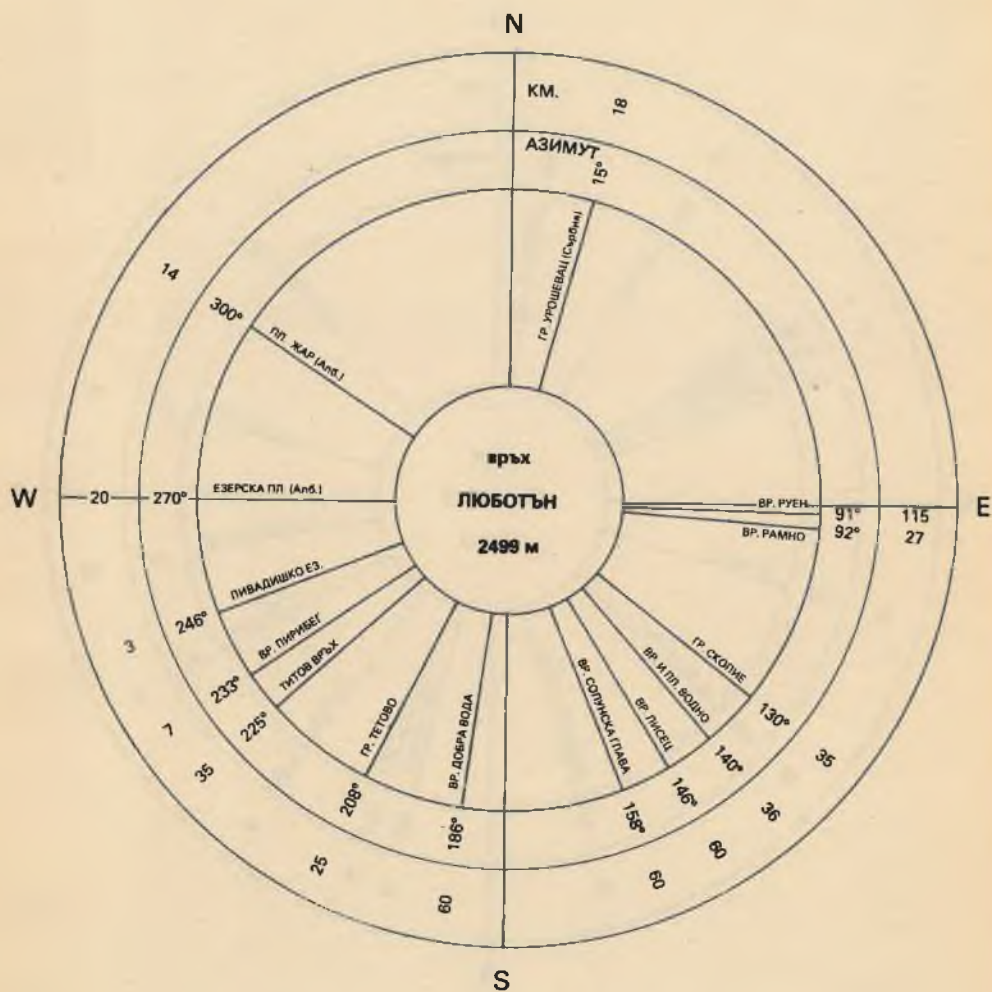 N
КМ.
18
АЗИМУТ
15°
ГР. УРОШЕВАЦ (Сърбия)
14
300°
ПЛ. ЖАР (Алб.)
W
20
270°
ЕЗЕРСКА ПЛ (Алб.)
връх
ЛЮБОТЪН
2499 м
ВР. РУЕН
91°
115
E
ВР. РАМНО
92°
27
ЛИВАДИШКО ЕЗ.
246°
3
ВР. ПИРИБЕГ
233°
7
ТИТОВ ВРЪХ
225°
35
ГР. ТЕТОВО
208°
25
ВР. ДОБРА ВОДА
186°
60
ВР. СОПУНСКА ГЛАВА
158°
60
ВР. ЛИСЕЦ
146°
60
ВР. И ПЛ. ВОДНО
140°
36
ГР. СКОПИЕ
130°
35
S